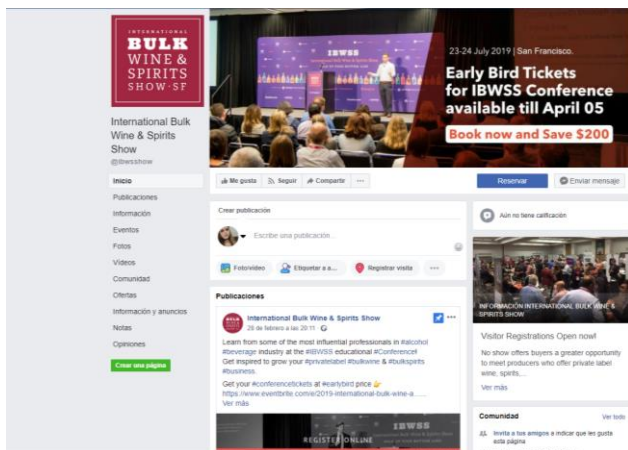 INTERNATIONAL
BULK
WINE &
SPIRITS
SHOW·SF
International Bulk
Wine & Spirits
Show
@ibwsshow
Inicio
Publicaciones
Información
Eventos
Fotos
Vídeos
Comunidad
Ofertas
Información y anuncios
Notas
Opiniones
Crear una página
IBWSS
23-24 July 2019 | San Francisco.
Early Bird Tickets
for IBWSS Conference
available till April 05
Book now and Save $200
Me gusta
Seguir
Compartir
Reservar
Enviar mensaje
Crear publicación
Escribe una publicación...
Foto/vídeo
Etiquetar a a...
Registrar visita
Publicaciones
International Bulk Wine & Spirits Show
26 de febrero a las 20:11
Learn from some of the most influential professionals in #alcohol
#beverage industry at the #IBWSS educational #Conference!
Get inspired to grow your #privatelabel #bulkwine & #bulkspirits
#business.
Get your #conferencetickets at #earlybird price
https://www.eventbrite.com/e/2019-international-bulk-wine-a......
Ver más
IBWSS
REGISTER ONLINE
Aún no tiene calificación
INFORMACIÓN INTERNATIONAL BULK WINE &
SPIRITS SHOW
Visitor Registrations Open now!
No show offers buyers a greater opportunity
to meet producers who offer private label
wine, spirits,...
Ver más
Comunidad
Ver todo
Invita a tus amigos a indicar que les gusta
esta página